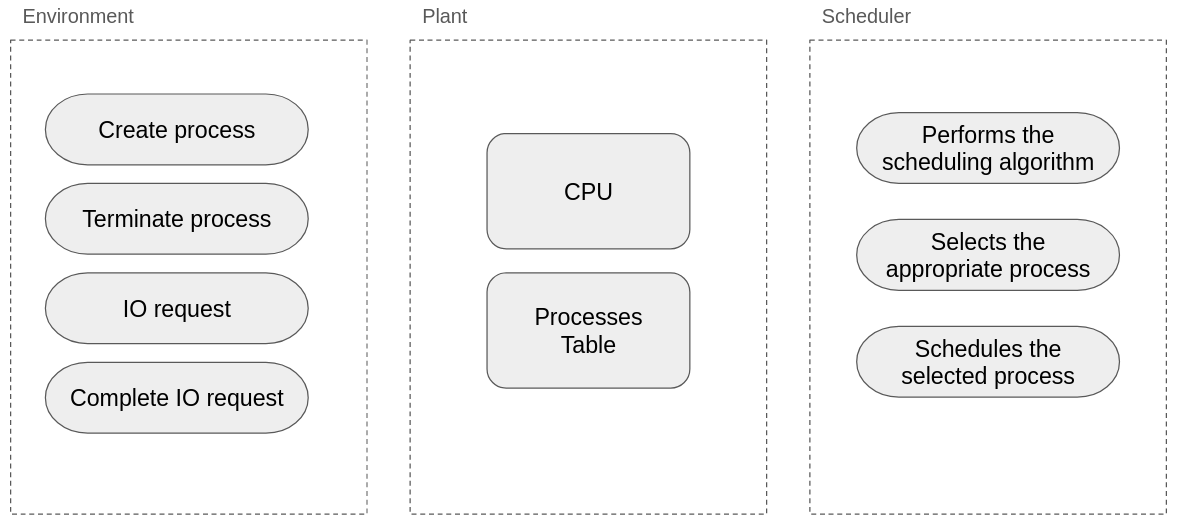 Environment
Create process
Terminate process
IO request
Complete IO request
Plant
CPU
Processes
Table
Scheduler
Performs the
scheduling algorithm
Selects the
appropriate process
Schedules the
selected process